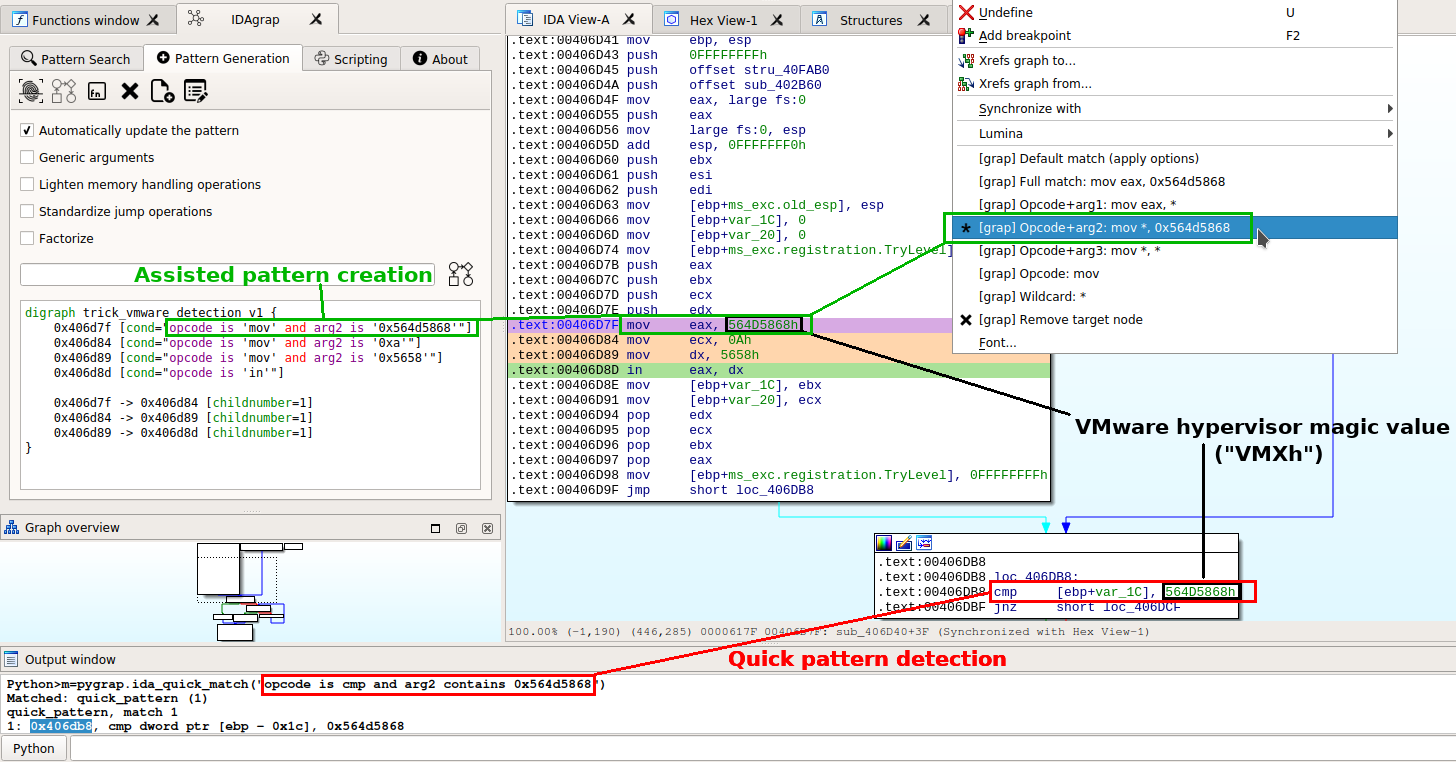 Functions window
IDAgrap
IDA View-A
Hex View-1
Structures
Pattern Search
Pattern Generation
Scripting
About
fn
Automatically update the pattern
Generic arguments
Lighten memory handling operations
Standardize jump operations
Factorize
Assisted pattern creation
digraph trick_vmware_detection_v1 {
0x406d7f [cond="opcode is 'mov' and arg2 is '0x564d5868'"]
0x406d84 [cond="opcode is 'mov' and arg2 is '0xa'"]
0x406d89 [cond="opcode is 'mov' and arg2 is '0x5658'"]
0x406d8d [cond="opcode is 'in'"]
0x406d7f -> 0x406d84 [childnumber=1]
0x406d84 -> 0x406d89 [childnumber=1]
0x406d89 -> 0x406d8d [childnumber=1]
}
Graph overview
.text:00406D41 mov ebp, esp
.text:00406D43 push 0FFFFFFFFh
.text:00406D45 push offset stru_40FAB0
.text:00406D4A push offset sub_402B60
.text:00406D4F mov eax, large fs:0
.text:00406D55 push eax
.text:00406D56 mov large fs:0, esp
.text:00406D5D add esp, 0FFFFFFF0h
.text:00406D60 push ebx
.text:00406D61 push esi
.text:00406D62 push edi
.text:00406D63 mov [ebp+ms_exc.old_esp], esp
.text:00406D66 mov [ebp+var_1C], 0
.text:00406D6D mov [ebp+var_20], 0
.text:00406D74 mov [ebp+ms_exc.registration.TryLevel]
.text:00406D7B push eax
.text:00406D7C push ebx
.text:00406D7D push ecx
.text:00406D7E push edx
.text:00406D7F mov eax, 564D5868h
.text:00406D84 mov ecx, 0Ah
.text:00406D89 mov dx, 5658h
.text:00406D8D in eax, dx
.text:00406D8E mov [ebp+var_1C], ebx
.text:00406D91 mov [ebp+var_20], ecx
.text:00406D94 pop edx
.text:00406D95 pop ecx
.text:00406D96 pop ebx
.text:00406D97 pop eax
.text:00406D98 mov [ebp+ms_exc.registration.TryLevel], 0FFFFFFFFh
.text:00406D9F jmp short loc_406DB8
Undefine U
Add breakpoint F2
Xrefs graph to...
Xrefs graph from...
Synchronize with
Lumina
[grap] Default match (apply options)
[grap] Full match: mov eax, 0x564d5868
[grap] Opcode+arg1: mov eax, *
[grap] Opcode+arg2: mov *, 0x564d5868
[grap] Opcode+arg3: mov *, *
[grap] Opcode: mov
[grap] Wildcard: *
[grap] Remove target node
Font...
VMware hypervisor magic value
("VMXh")
.text:00406DB8
.text:00406DB8 loc_406DB8:
.text:00406DB8 cmp [ebp+var_1C], 564D5868h
.text:00406DBF jnz short loc_406DCF
100.00% (-1,190) (446,285) 0000617F 00406D7F: sub_406D40+3F (Synchronized with Hex View-1)
Output window
Quick pattern detection
Python>m=pygrap.ida_quick_match("opcode is cmp and arg2 contains 0x564d5868")
Matched: quick_pattern (1)
quick_pattern, match 1
1: 0x406db8, cmp dword ptr [ebp - 0x1c], 0x564d5868
Python